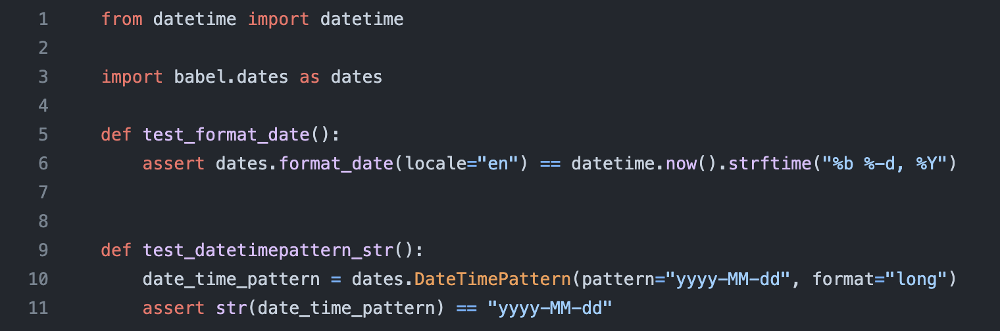 1 from datetime import datetime
2
3 import babel.dates as dates
4
5 def test_format_date():
6     assert dates.format_date(locale="en") == datetime.now().strftime("%b %-d, %Y")
7
8
9 def test_datetimepattern_str():
10     date_time_pattern = dates.DateTimePattern(pattern="yyyy-MM-dd", format="long")
11     assert str(date_time_pattern) == "yyyy-MM-dd"